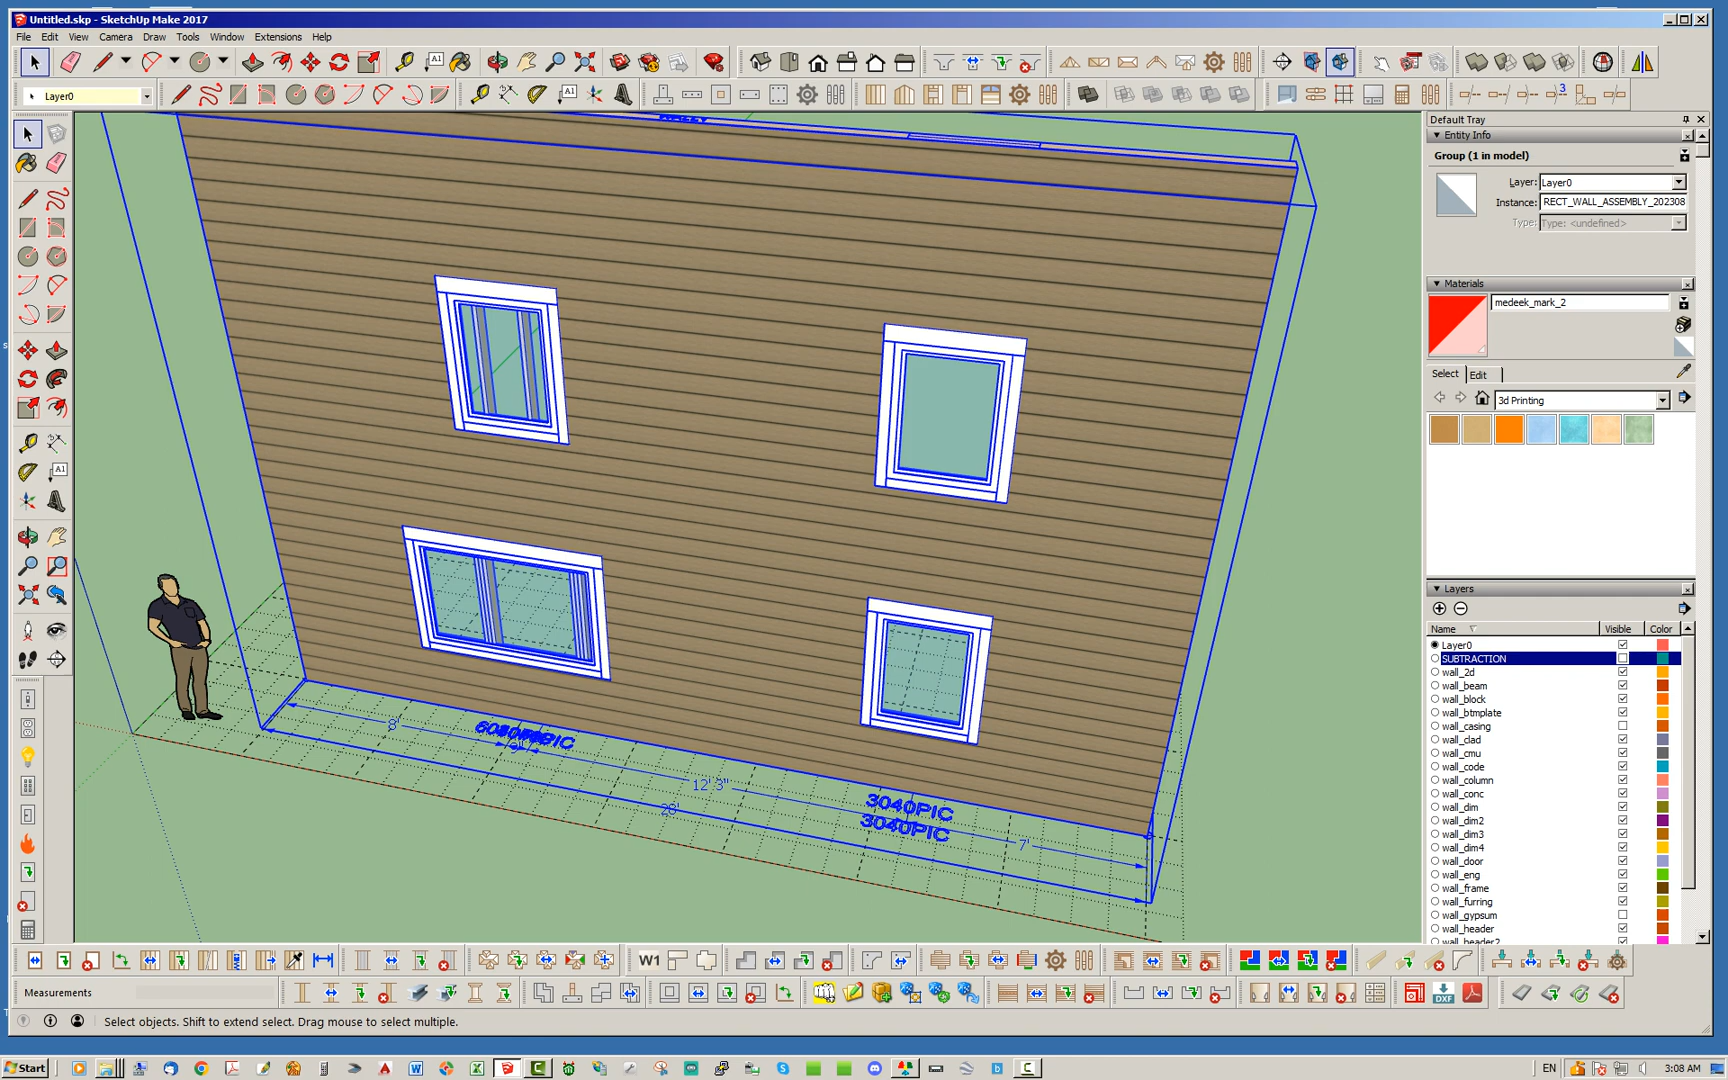 Untitled.skp - SketchUp Make 2017
File Edit View Camera Draw Tools Window Extensions Help
Layer0
Default Tray
Entity Info
Group (1 in model)
Layer: Layer0
Instance: RECT_WALL_ASSEMBLY_202308
Type: Type: <undefined>
Materials
medeek_mark_2
Select Edit
3d Printing
Layers
Name Visible Color
Layer0
SUBTRACTION
wall_2d
wall_beam
wall_block
wall_btmplate
wall_casing
wall_clad
wall_cmu
wall_code
wall_column
wall_conc
wall_dim
wall_dim2
wall_dim3
wall_dim4
wall_door
wall_eng
wall_frame
wall_furring
wall_gypsum
wall_header
wall_header2
8'
12' 3"
28'
3040PIC
3040PIC
7'
W1
Measurements
DXF
Select objects. Shift to extend select. Drag mouse to select multiple.
Start
EN
3:08 AM